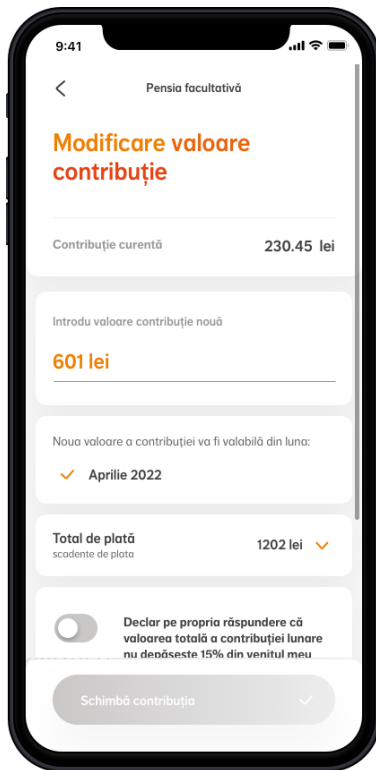 9:41
Pensia facultativă
Modificare valoare
contribuție
Contribuție curentă 230.45 lei
Introdu valoare contribuție nouă
601 lei
Noua valoare a contribuției va fi valabilă din luna:
Aprilie 2022
Total de plată
scadente de plata
1202 lei
Declar pe propria răspundere că
valoarea totală a contribuției lunare
nu depășește 15% din venitul meu
Schimbă contribuția